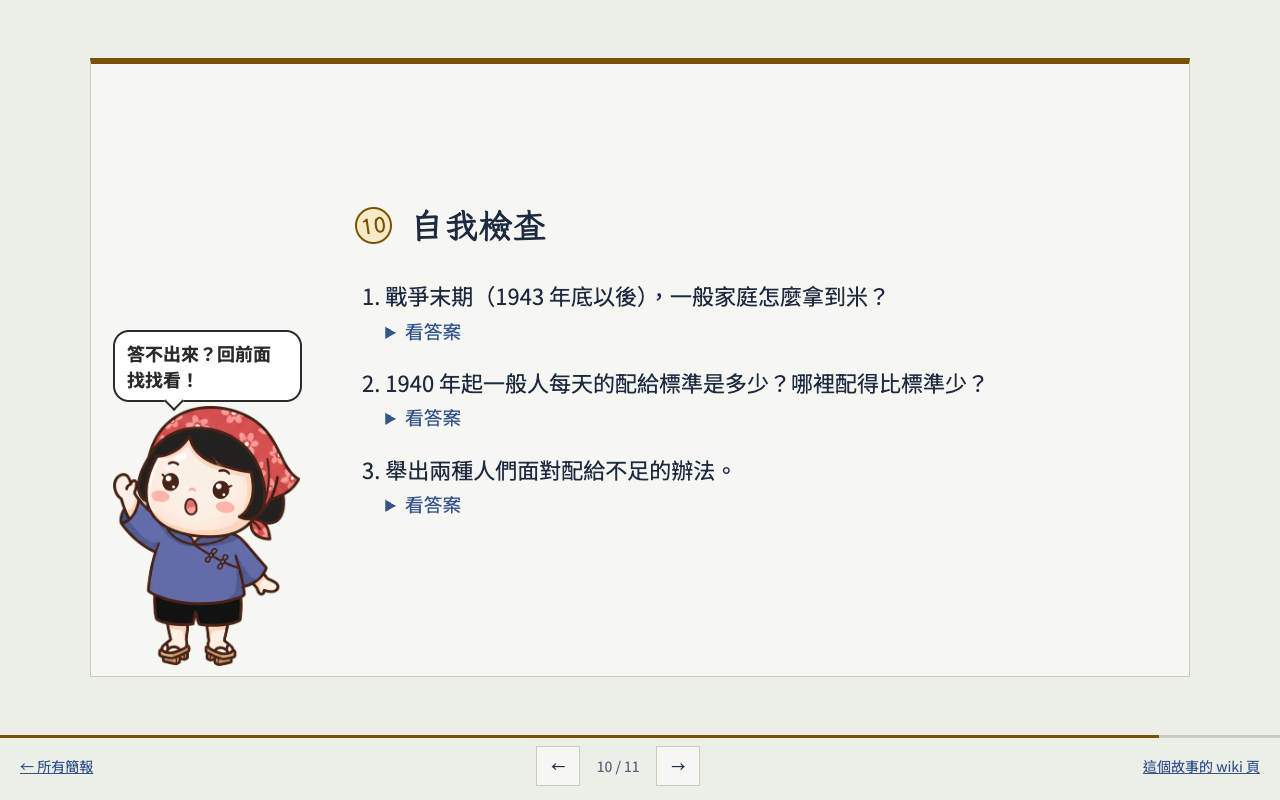 10 自我檢查
1. 戰爭末期（1943 年底以後），一般家庭怎麼拿到米？
▶ 看答案
2. 1940 年起一般人每天的配給標準是多少？哪裡配得比標準少？
▶ 看答案
3. 舉出兩種人們面對配給不足的辦法。
▶ 看答案
答不出來？回前面
找找看！
← 所有簡報
←
10 / 11
→
這個故事的 wiki 頁